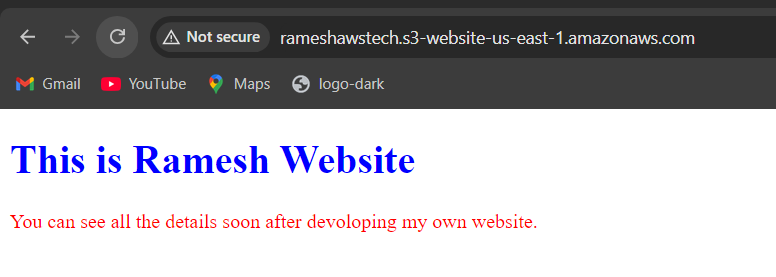 Not secure rameshawstech.s3-website-us-east-1.amazonaws.com
Gmail YouTube Maps logo-dark
This is Ramesh Website
You can see all the details soon after devoloping my own website.